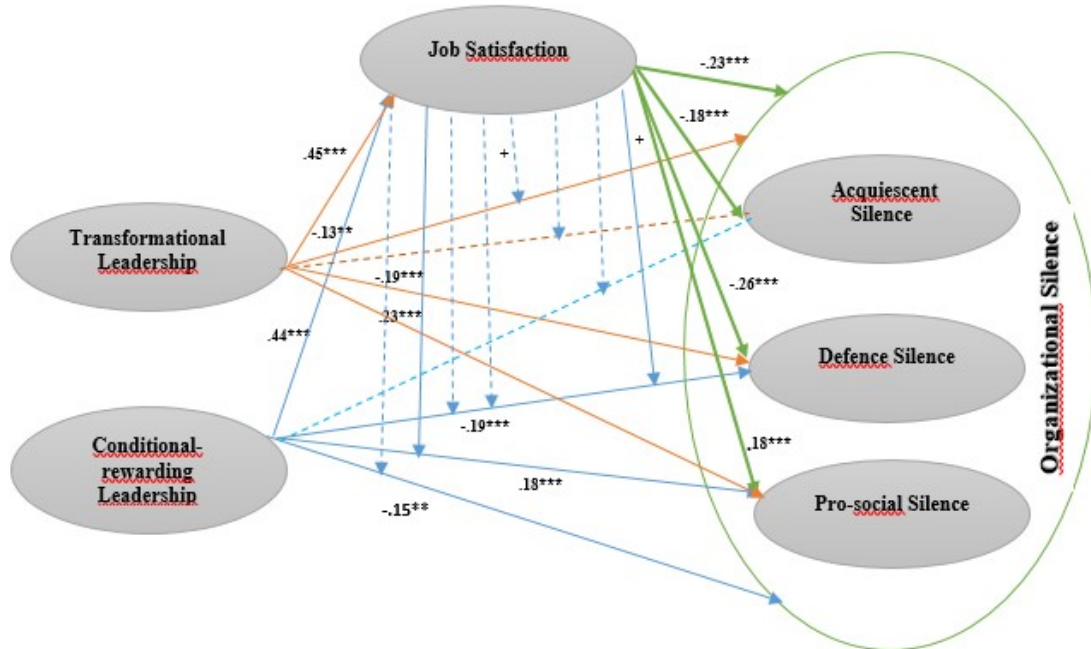 Job Satisfaction
-.23***
-.18***
+
+
.45***
Acquiescent
Silence
Transformational
Leadership
-.13**
-.19***
-.26***
.23***
.44***
Defence Silence
Organizational Silence
-.19***
Conditional-
rewarding
Leadership
.18***
.18***
Pro-social Silence
-.15**